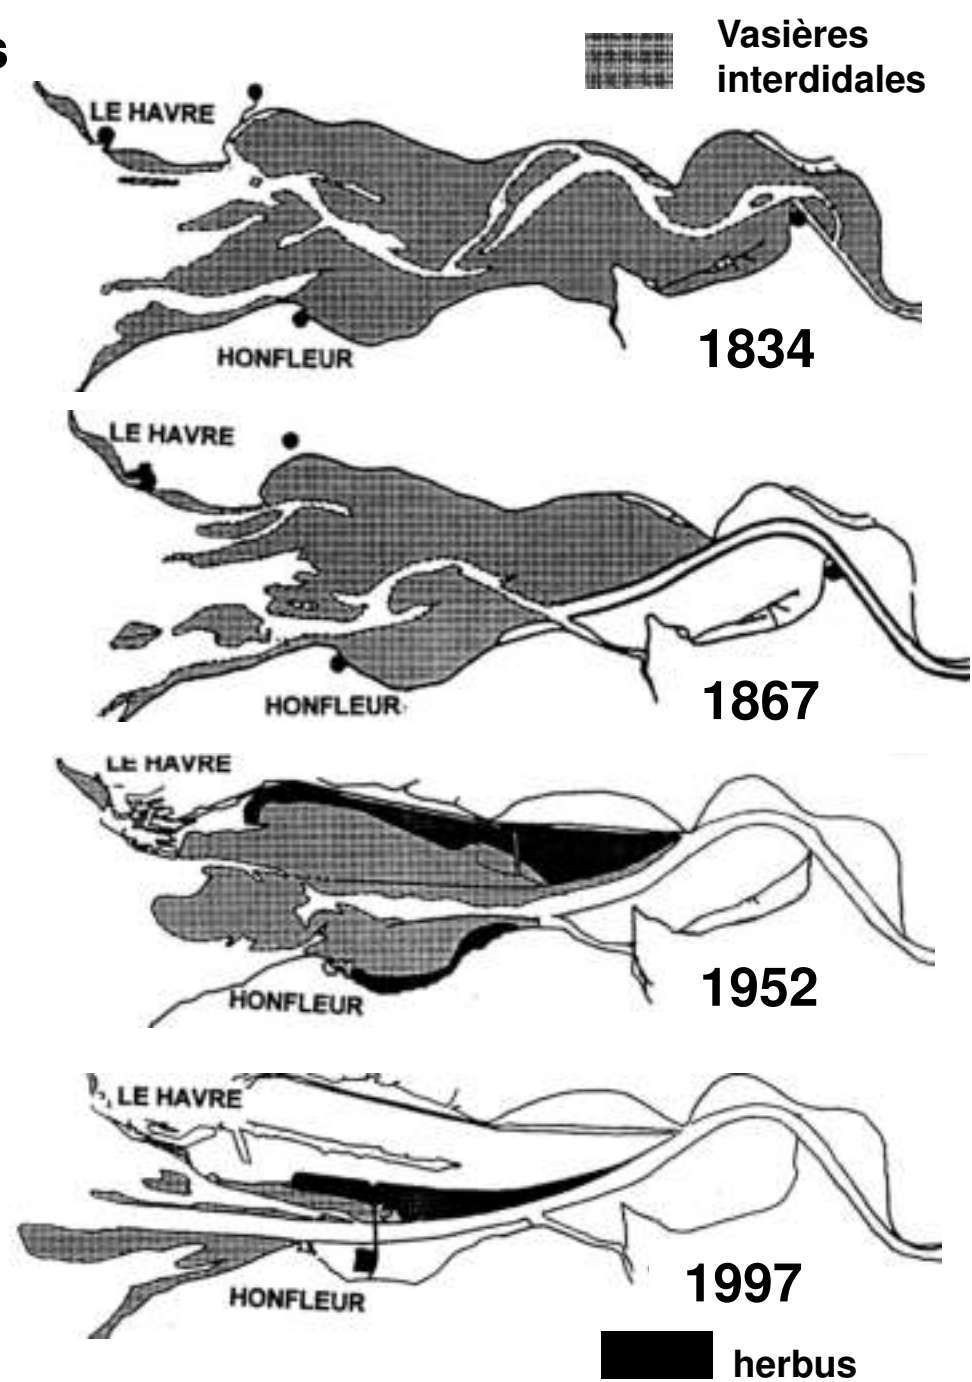 s
Vasières
interdidales
LE HAVRE
HONFLEUR
1834
LE HAVRE
HONFLEUR
1867
LE HAVRE
HONFLEUR
1952
LE HAVRE
HONFLEUR
1997
herbus